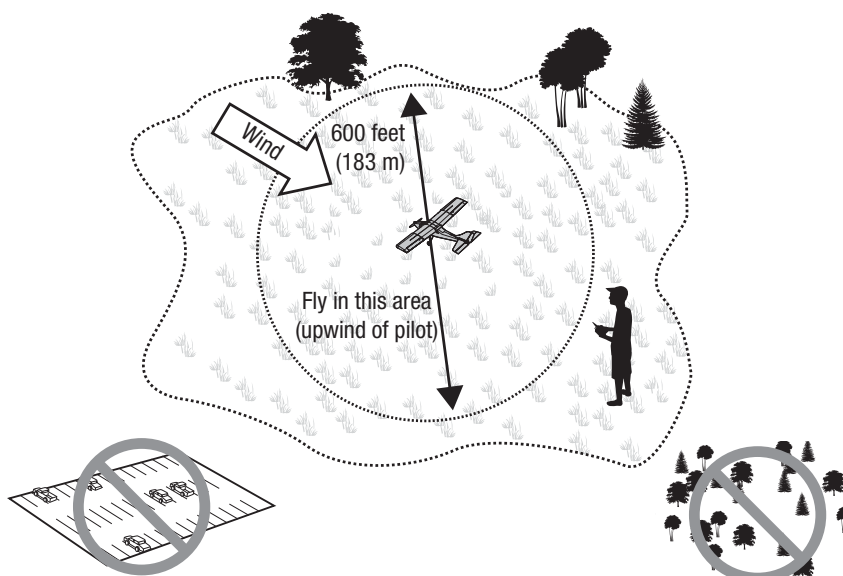 Wind
600 feet
(183 m)
Fly in this area
(upwind of pilot)